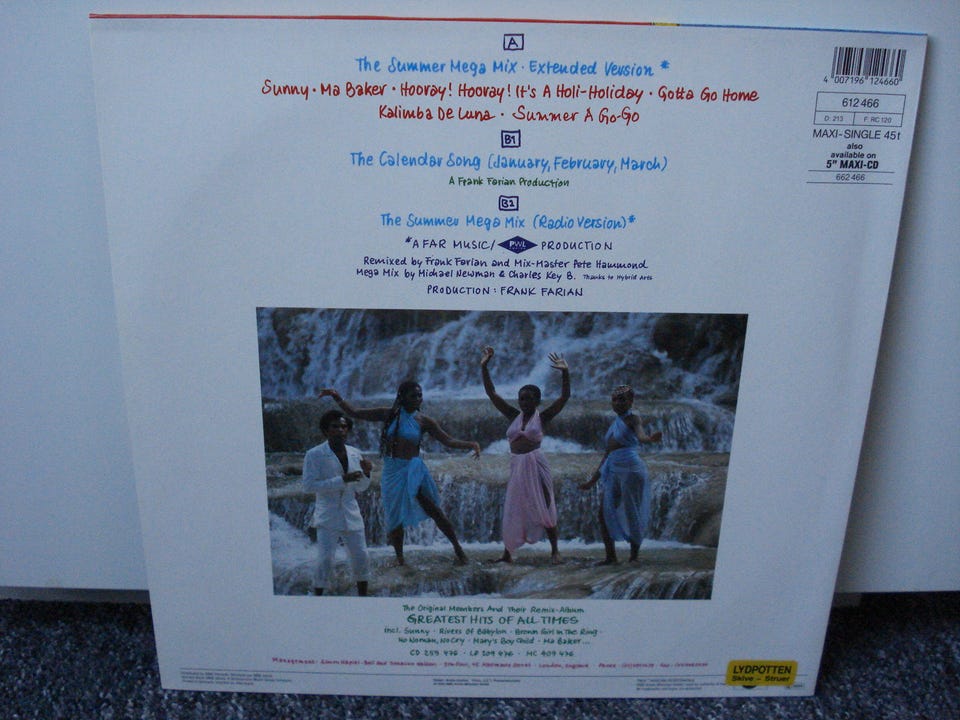 A
The Summer Mega Mix · Extended Version *
Sunny · Ma Baker · Hooray! Hooray! It's A Holi-Holiday · Gotta Go Home
Kalimba De Luna · Summer A Go-Go
B1
The Calendar Song (January, February, March)
A Frank Farian Production
B2
The Summer Mega Mix (Radio Version)*
*A FAR MUSIC/ PWL PRODUCTION
Remixed by Frank Farian and Mix-Master Pete Hammond
Mega Mix by Michael Newman & Charles Key B. Thanks to Hybrid Arts
PRODUCTION : FRANK FARIAN
4 007196 124660
612 466
D: 213 F: RC 120
MAXI-SINGLE 45t
also
available on
5" MAXI-CD
662 466
The Original Members And Their Remix-Album
GREATEST HITS OF ALL TIMES
incl. Sunny · Rivers Of Babylon · Brown Girl In The Ring ·
No Woman, No Cry · Mary's Boy Child · Ma Baker...
CD 259 476 · LP 209 476 · MC 409 476
Management: London, England
LYDPOTTEN
Skive - Struer